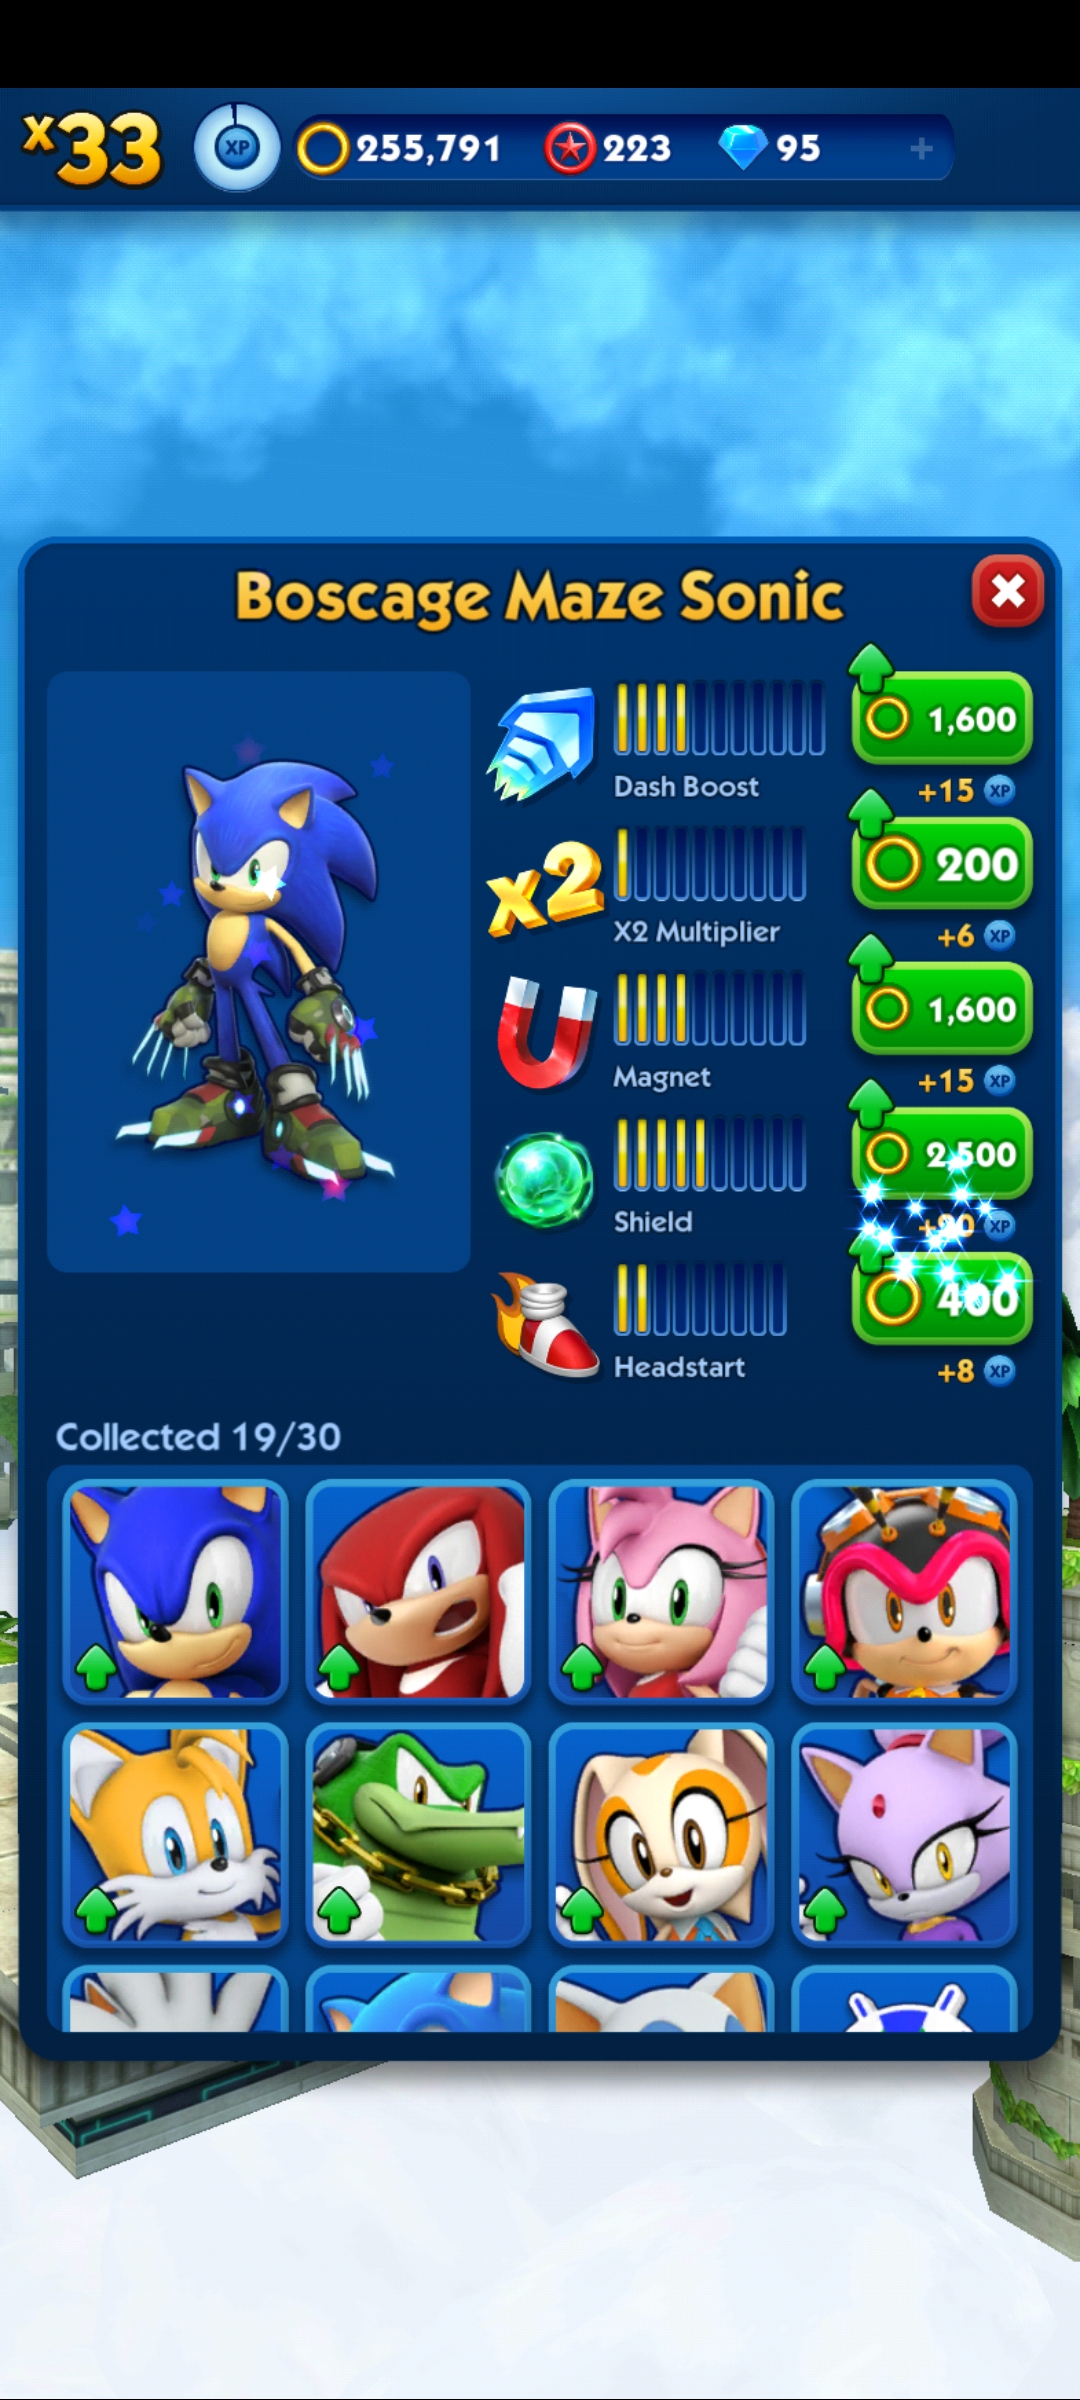 x33
XP
255,791
223
95
+
Boscage Maze Sonic
Dash Boost
1,600
+15 XP
x2
X2 Multiplier
200
+6 XP
Magnet
1,600
+15 XP
Shield
2,500
+20 XP
Headstart
400
+8 XP
Collected 19/30